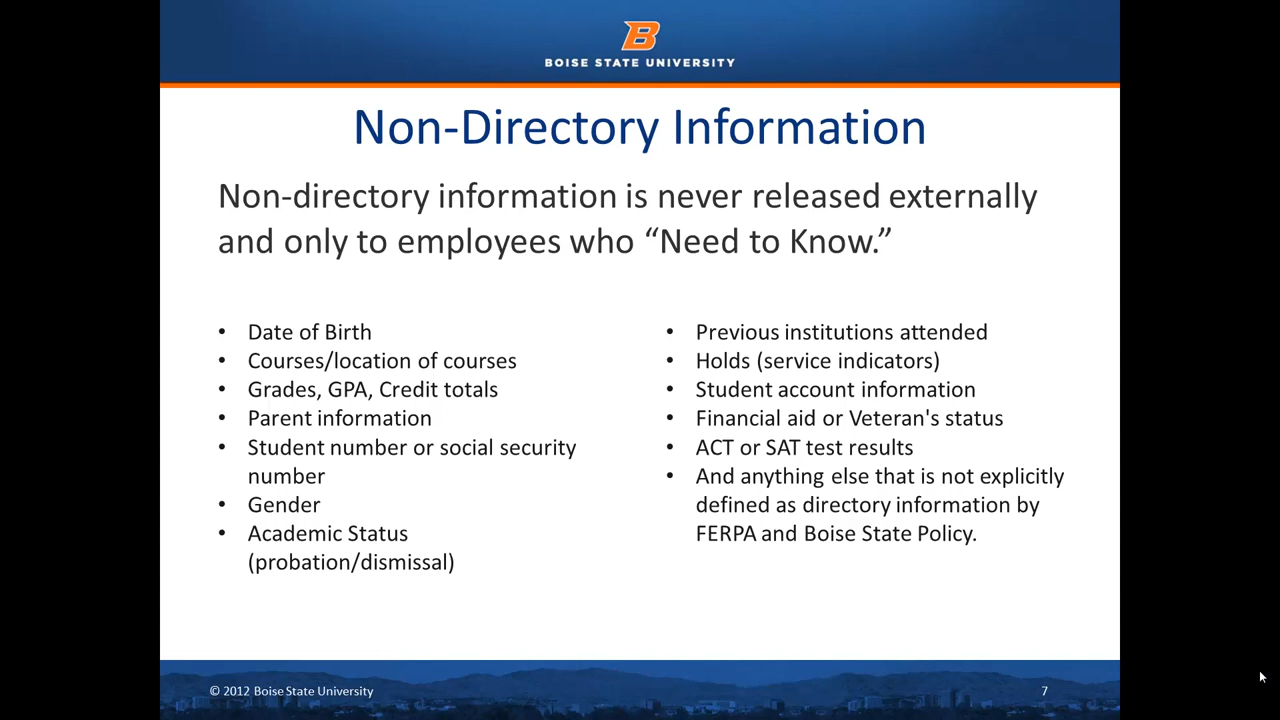 B
BOISE STATE UNIVERSITY
Non-Directory Information
Non-directory information is never released externally
and only to employees who “Need to Know.”
• Date of Birth
• Courses/location of courses
• Grades, GPA, Credit totals
• Parent information
• Student number or social security
number
• Gender
• Academic Status
(probation/dismissal)
• Previous institutions attended
• Holds (service indicators)
• Student account information
• Financial aid or Veteran's status
• ACT or SAT test results
• And anything else that is not explicitly
defined as directory information by
FERPA and Boise State Policy.
© 2012 Boise State University
7